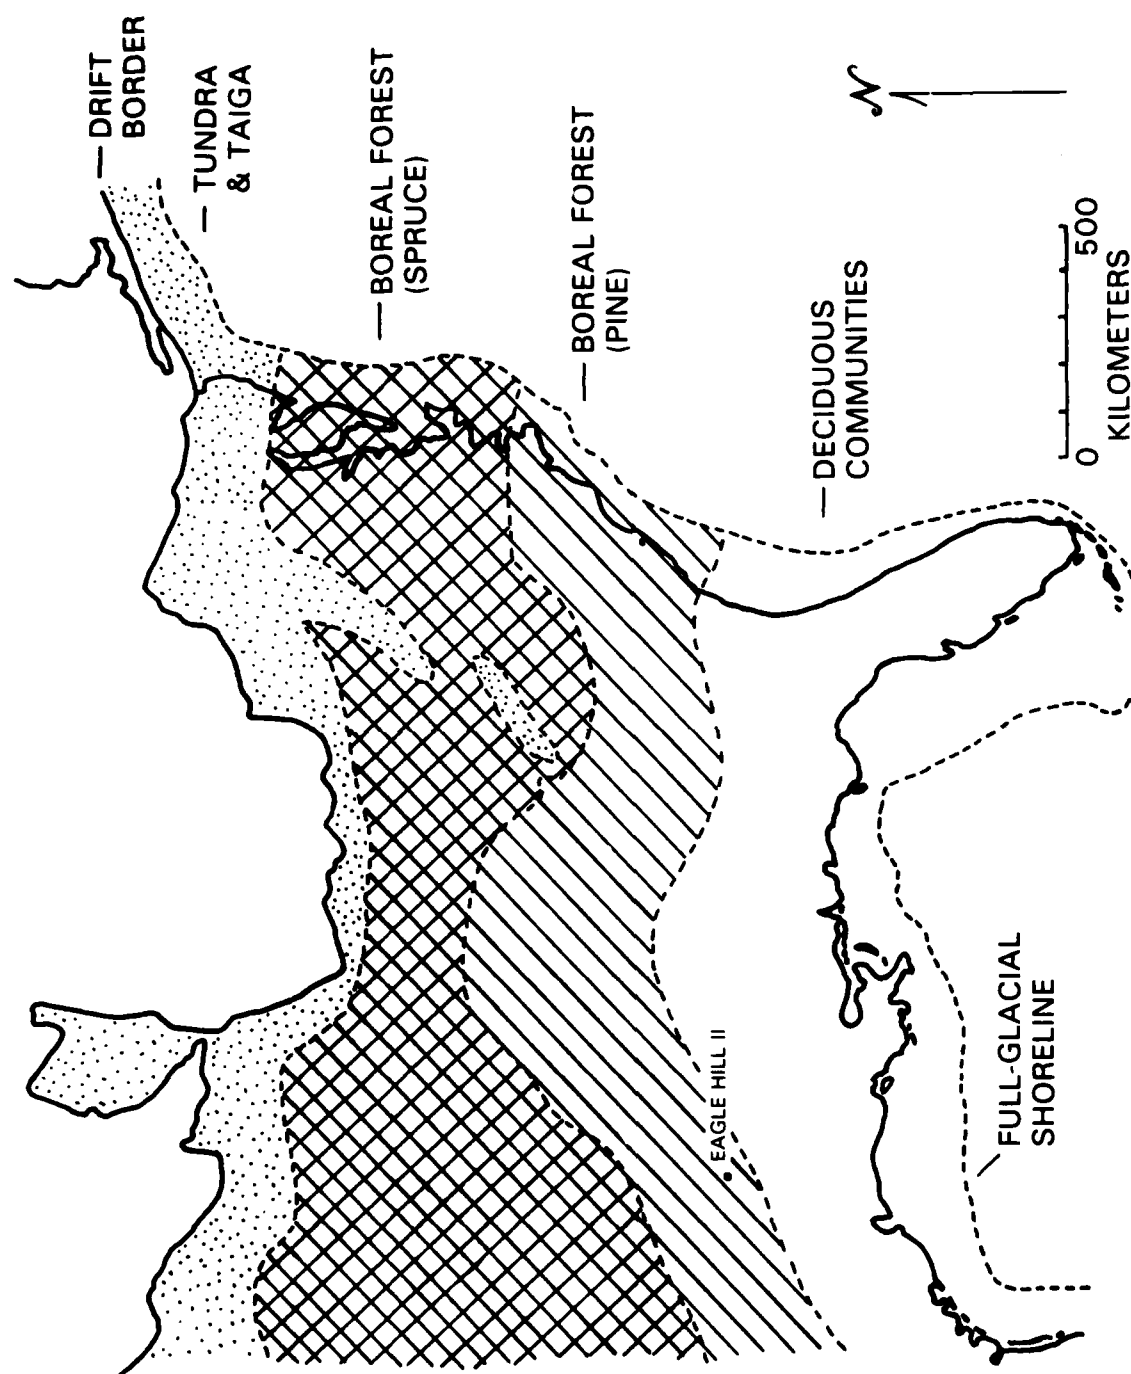 DRIFT
BORDER
TUNDRA
& TAIGA
BOREAL FOREST
(SPRUCE)
BOREAL FOREST
(PINE)
DECIDUOUS
COMMUNITIES
N
0 500
KILOMETERS
EAGLE HILL II
FULL-GLACIAL
SHORELINE